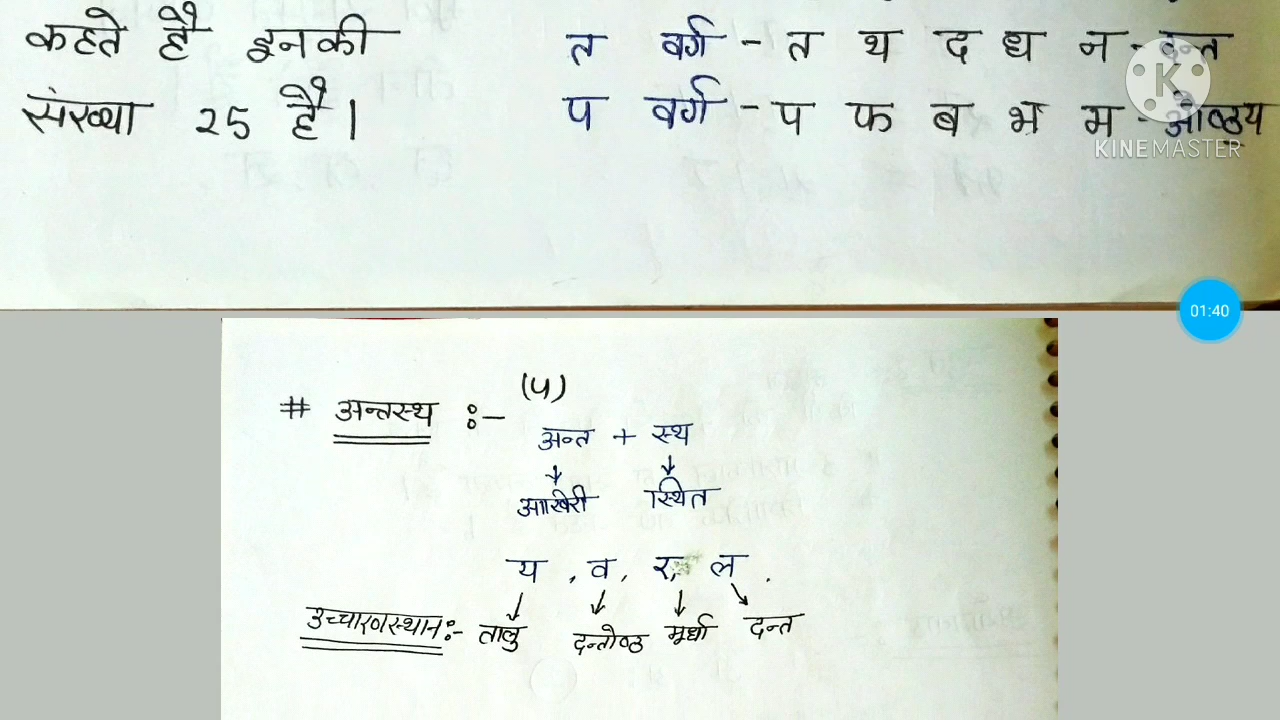 कहते है इनकी
संख्या 25 है।
त वर्ग - त थ द ध न - दन्त
प वर्ग - प फ ब भ म - ओष्ठय
KINEMASTER
01:40
# अन्तस्थ :- (4)
अन्त + स्थ
आखिरी स्थित
य , व , र, ल .
उच्चारणस्थान:- तालु दन्तोष्ठ मूर्धा दन्त